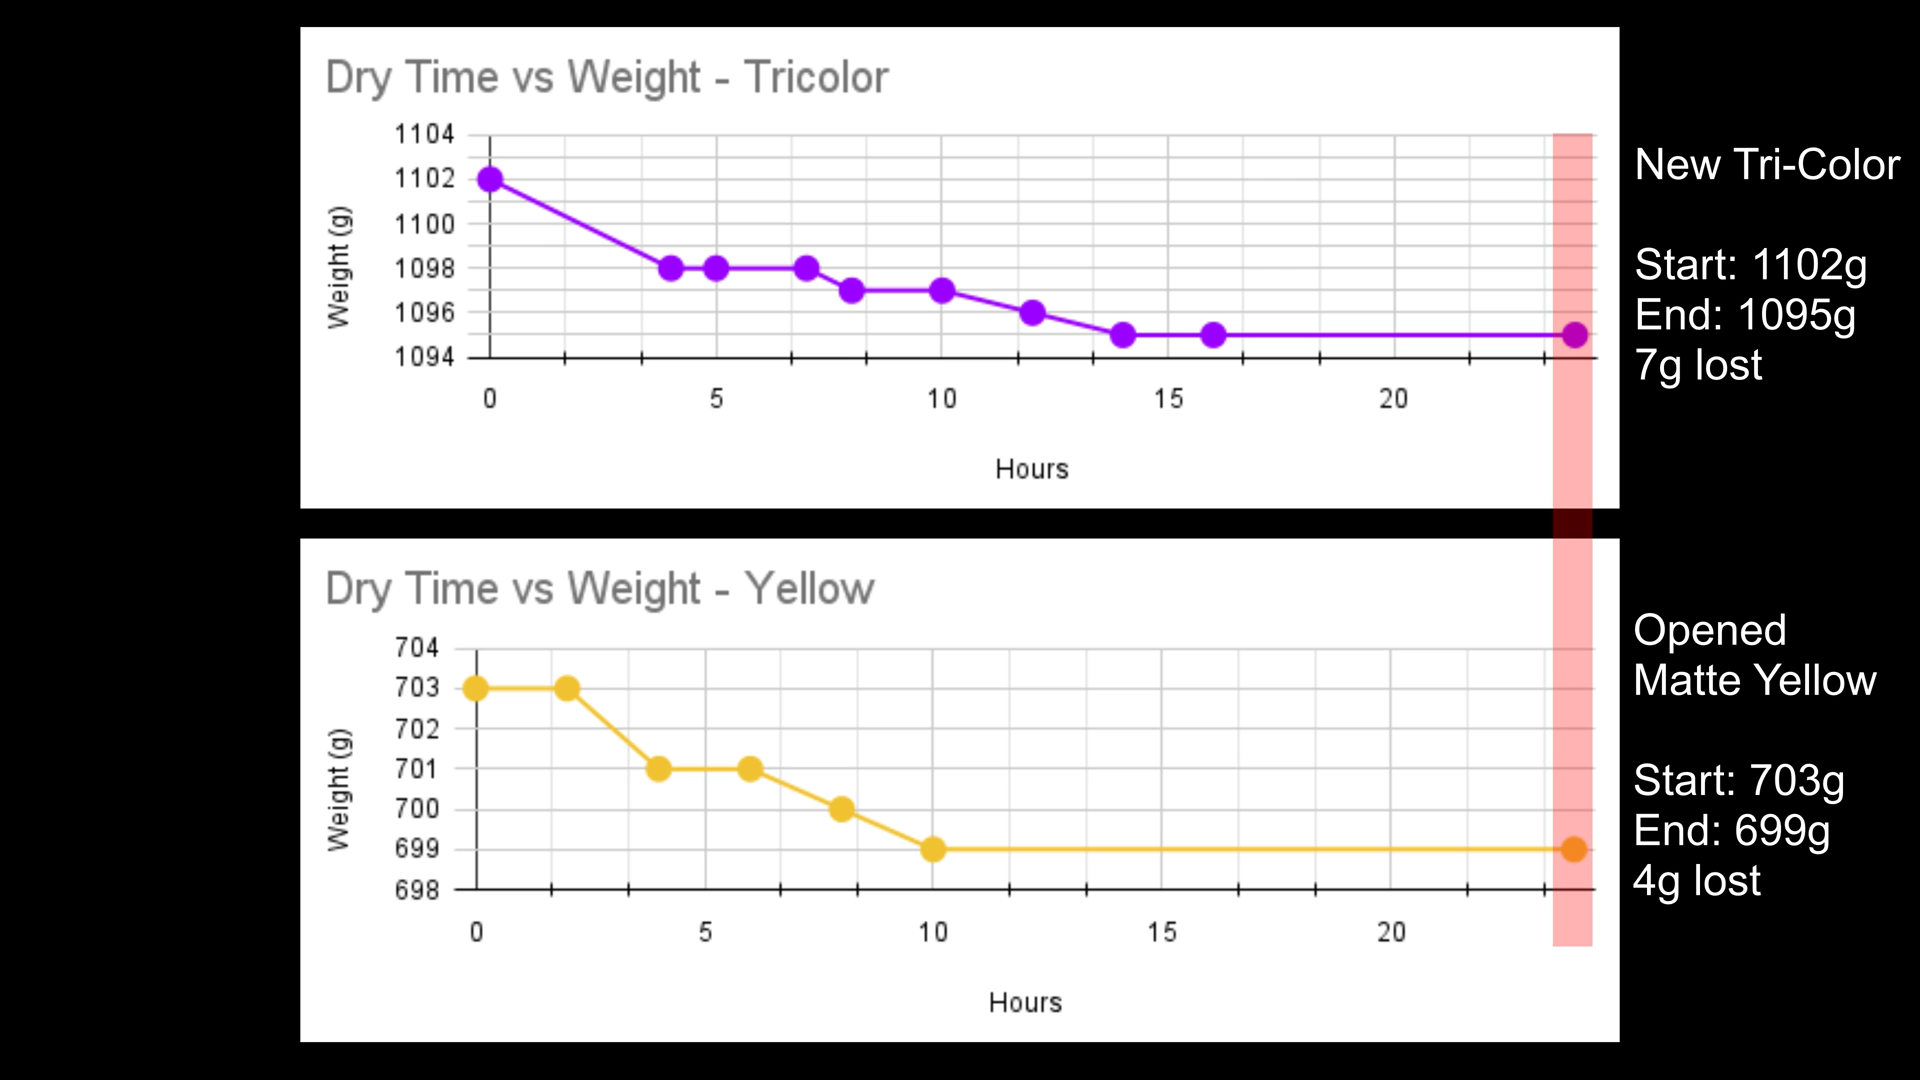 Dry Time vs Weight - Tricolor
1104
1102
1100
1098
1096
1094
Weight (g)
0 5 10 15 20
Hours
New Tri-Color
Start: 1102g
End: 1095g
7g lost
Dry Time vs Weight - Yellow
704
703
702
701
700
699
698
Weight (g)
0 5 10 15 20
Hours
Opened
Matte Yellow
Start: 703g
End: 699g
4g lost